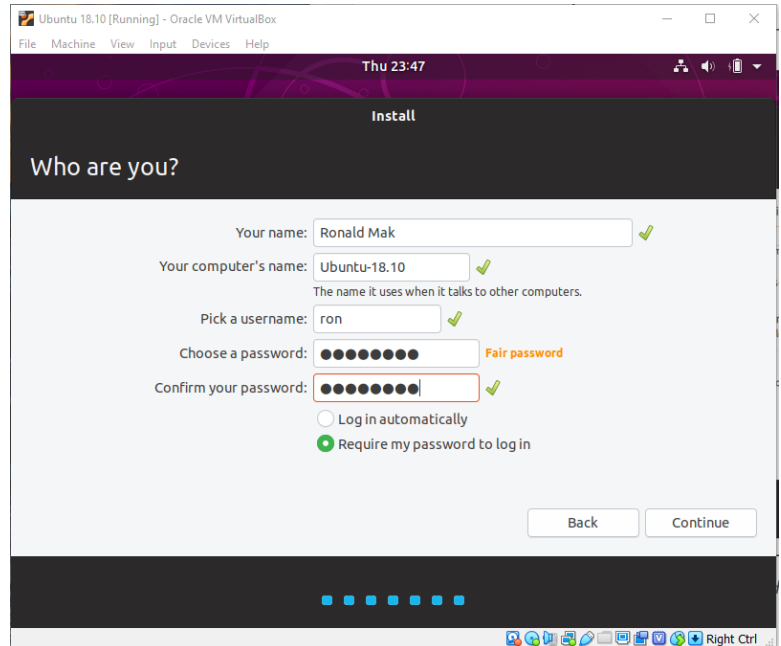 Ubuntu 18.10 [Running] - Oracle VM VirtualBox
File Machine View Input Devices Help
Thu 23:47
Install
Who are you?
Your name: Ronald Mak
Your computer's name: Ubuntu-18.10
The name it uses when it talks to other computers.
Pick a username: ron
Choose a password: ●●●●●●●● Fair password
Confirm your password: ●●●●●●●●
Log in automatically
Require my password to log in
Back Continue
Right Ctrl